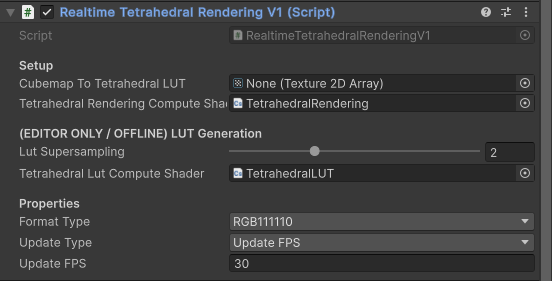 Realtime Tetrahedral Rendering V1 (Script)
Script RealtimeTetrahedralRenderingV1
Setup
Cubemap To Tetrahedral LUT None (Texture 2D Array)
Tetrahedral Rendering Compute Sha TetrahedralRendering
(EDITOR ONLY / OFFLINE) LUT Generation
Lut Supersampling 2
Tetrahedral Lut Compute Shader TetrahedralLUT
Properties
Format Type RGB111110
Update Type Update FPS
Update FPS 30